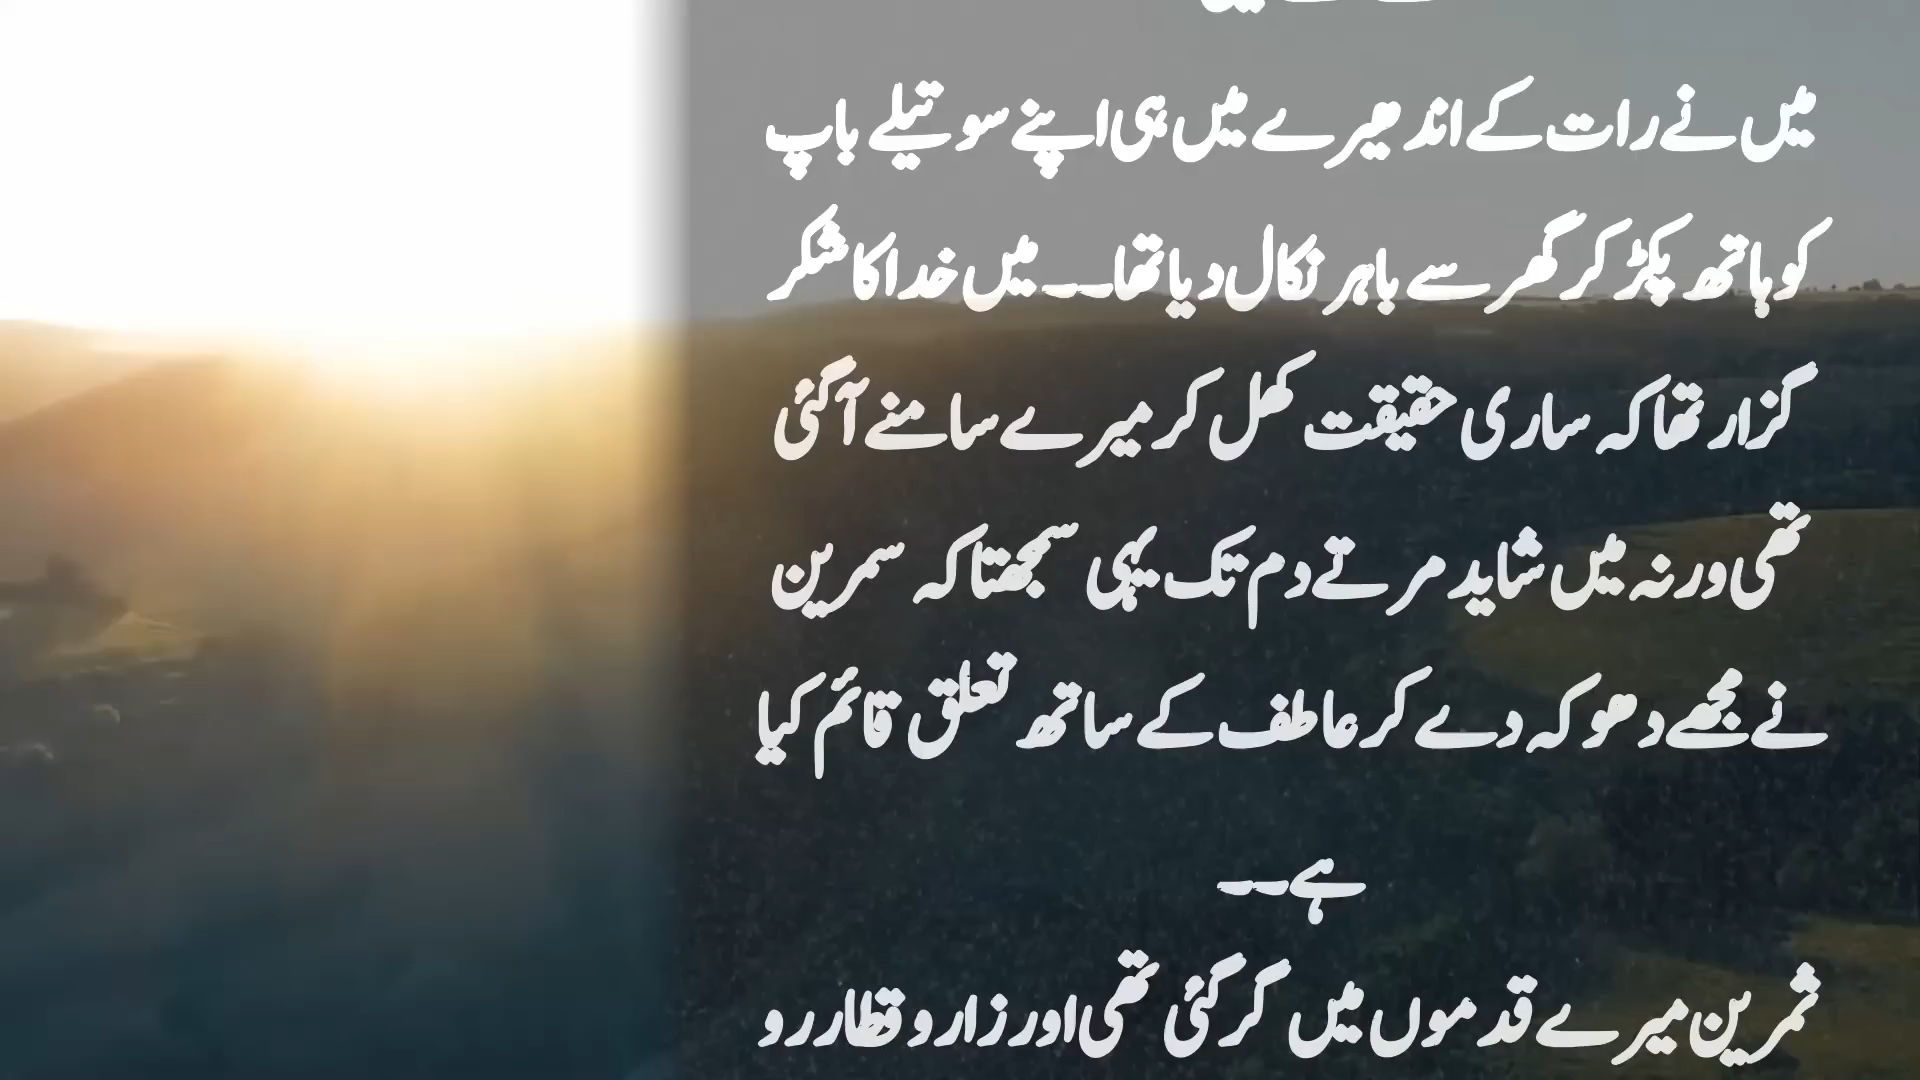 میں نے رات کے اندھیرے میں ہی اپنے سوتیلے باپ
کو ہاتھ پکڑ کر گھر سے باہر نکال دیا تھا۔۔ میں خدا کا شکر
گزار تھا کہ ساری حقیقت کھل کر میرے سامنے آ گئی
تھی ورنہ میں شاید مرتے دم تک یہی سمجھتا کہ سمرین
نے مجھے دھوکہ دے کر عاطف کے ساتھ تعلق قائم کیا
ہے۔۔
ثمرین میرے قدموں میں گر گئی تھی اور زار و قطار رو